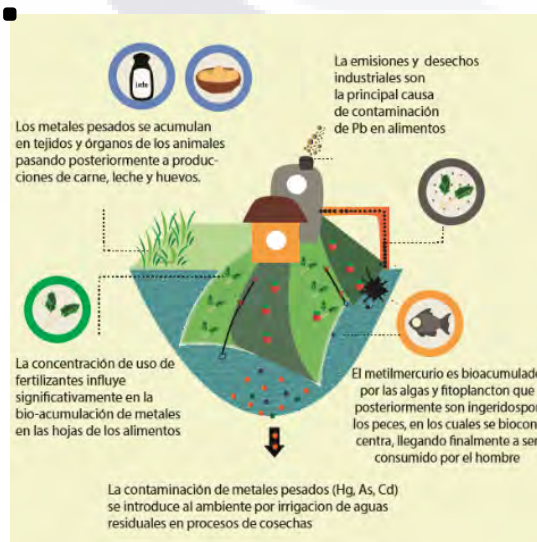 Leche
Los metales pesados se acumulan
en tejidos y órganos de los animales
pasando posteriormente a produc-
ciones de carne, leche y huevos.
La emisiones y desechos
industriales son
la principal causa
de contaminación
de Pb en alimentos
La concentración de uso de
fertilizantes influye
significativamente en la
bio-acumulación de metales
en las hojas de los alimentos
El metilmercurio es bioacumulado
por las algas y fitoplancton que
posteriormente son ingeridospor
los peces, en los cuales se biocon
centra, llegando finalmente a ser
consumido por el hombre
La contaminación de metales pesados (Hg, As, Cd)
se introduce al ambiente por irrigacion de aguas
residuales en procesos de cosechas